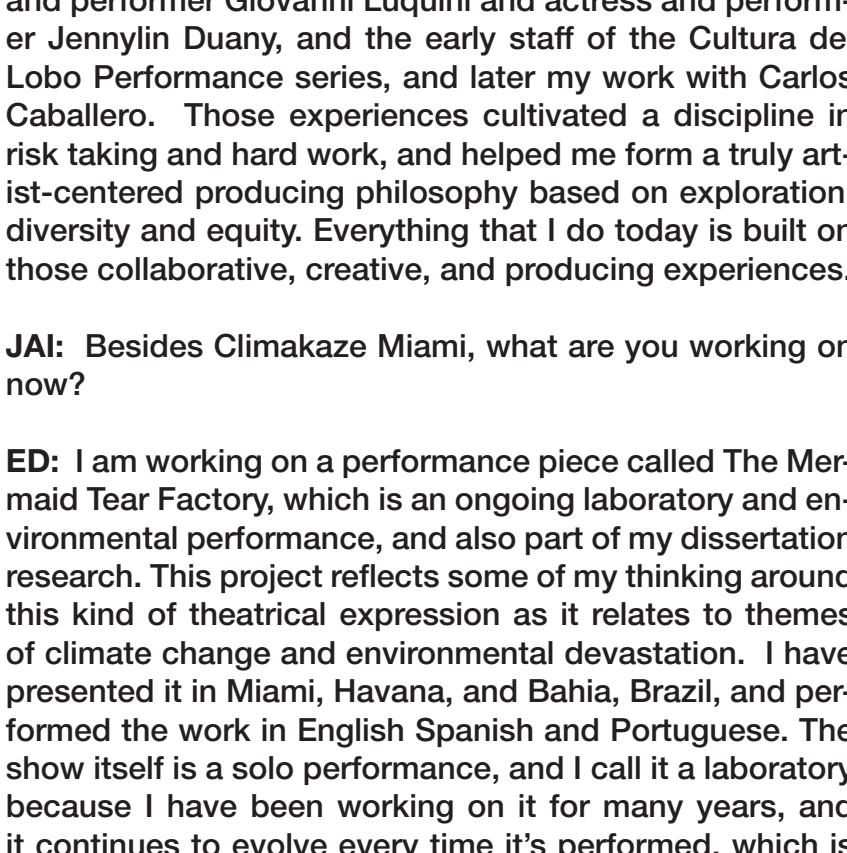 and performer Giovanni Luquini and actress and perform-
er Jennylin Duany, and the early staff of the Cultura del
Lobo Performance series, and later my work with Carlos
Caballero. Those experiences cultivated a discipline in
risk taking and hard work, and helped me form a truly art-
ist-centered producing philosophy based on exploration,
diversity and equity. Everything that I do today is built on
those collaborative, creative, and producing experiences.
JAI: Besides Climakaze Miami, what are you working on
now?
ED: I am working on a performance piece called The Mer-
maid Tear Factory, which is an ongoing laboratory and en-
vironmental performance, and also part of my dissertation
research. This project reflects some of my thinking around
this kind of theatrical expression as it relates to themes
of climate change and environmental devastation. I have
presented it in Miami, Havana, and Bahia, Brazil, and per-
formed the work in English Spanish and Portuguese. The
show itself is a solo performance, and I call it a laboratory
because I have been working on it for many years, and
it continues to evolve every time it's performed, which is